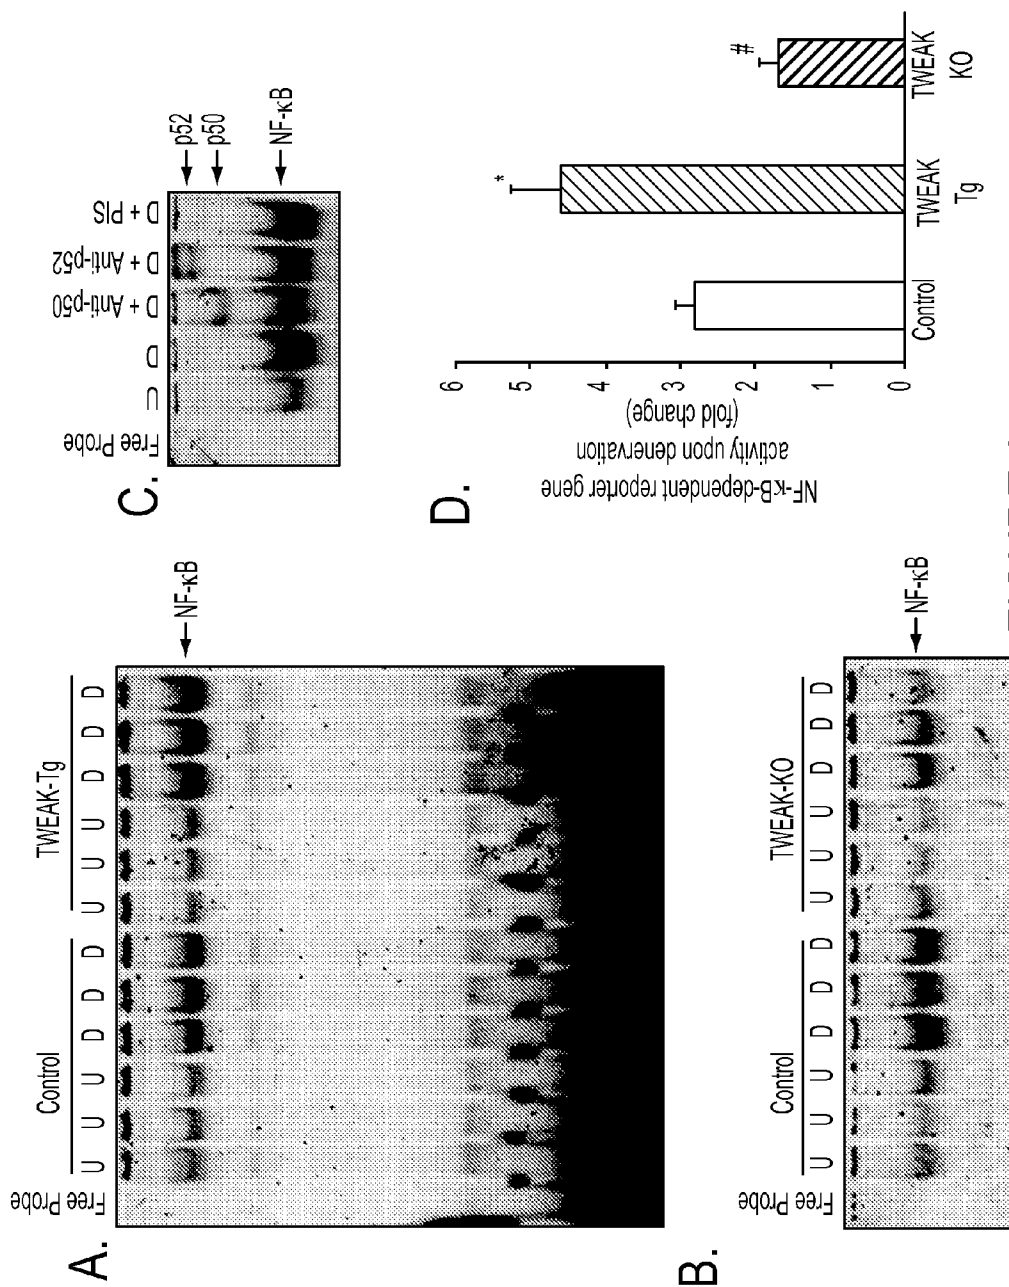 A.
Control
TWEAK-Tg
Free Probe U U U D D D U U U D D D
NF-κB
B.
Control
TWEAK-KO
Free Probe U U U D D D U U U D D D
NF-κB
C.
Free Probe U D D + Anti-p50 D + Anti-p52 D + PIS
p52
p50
NF-κB
D.
NF-κB-dependent reporter gene
activity upon denervation
(fold change)
6
5
4
3
2
1
0
*
#
Control
TWEAK
Tg
TWEAK
KO